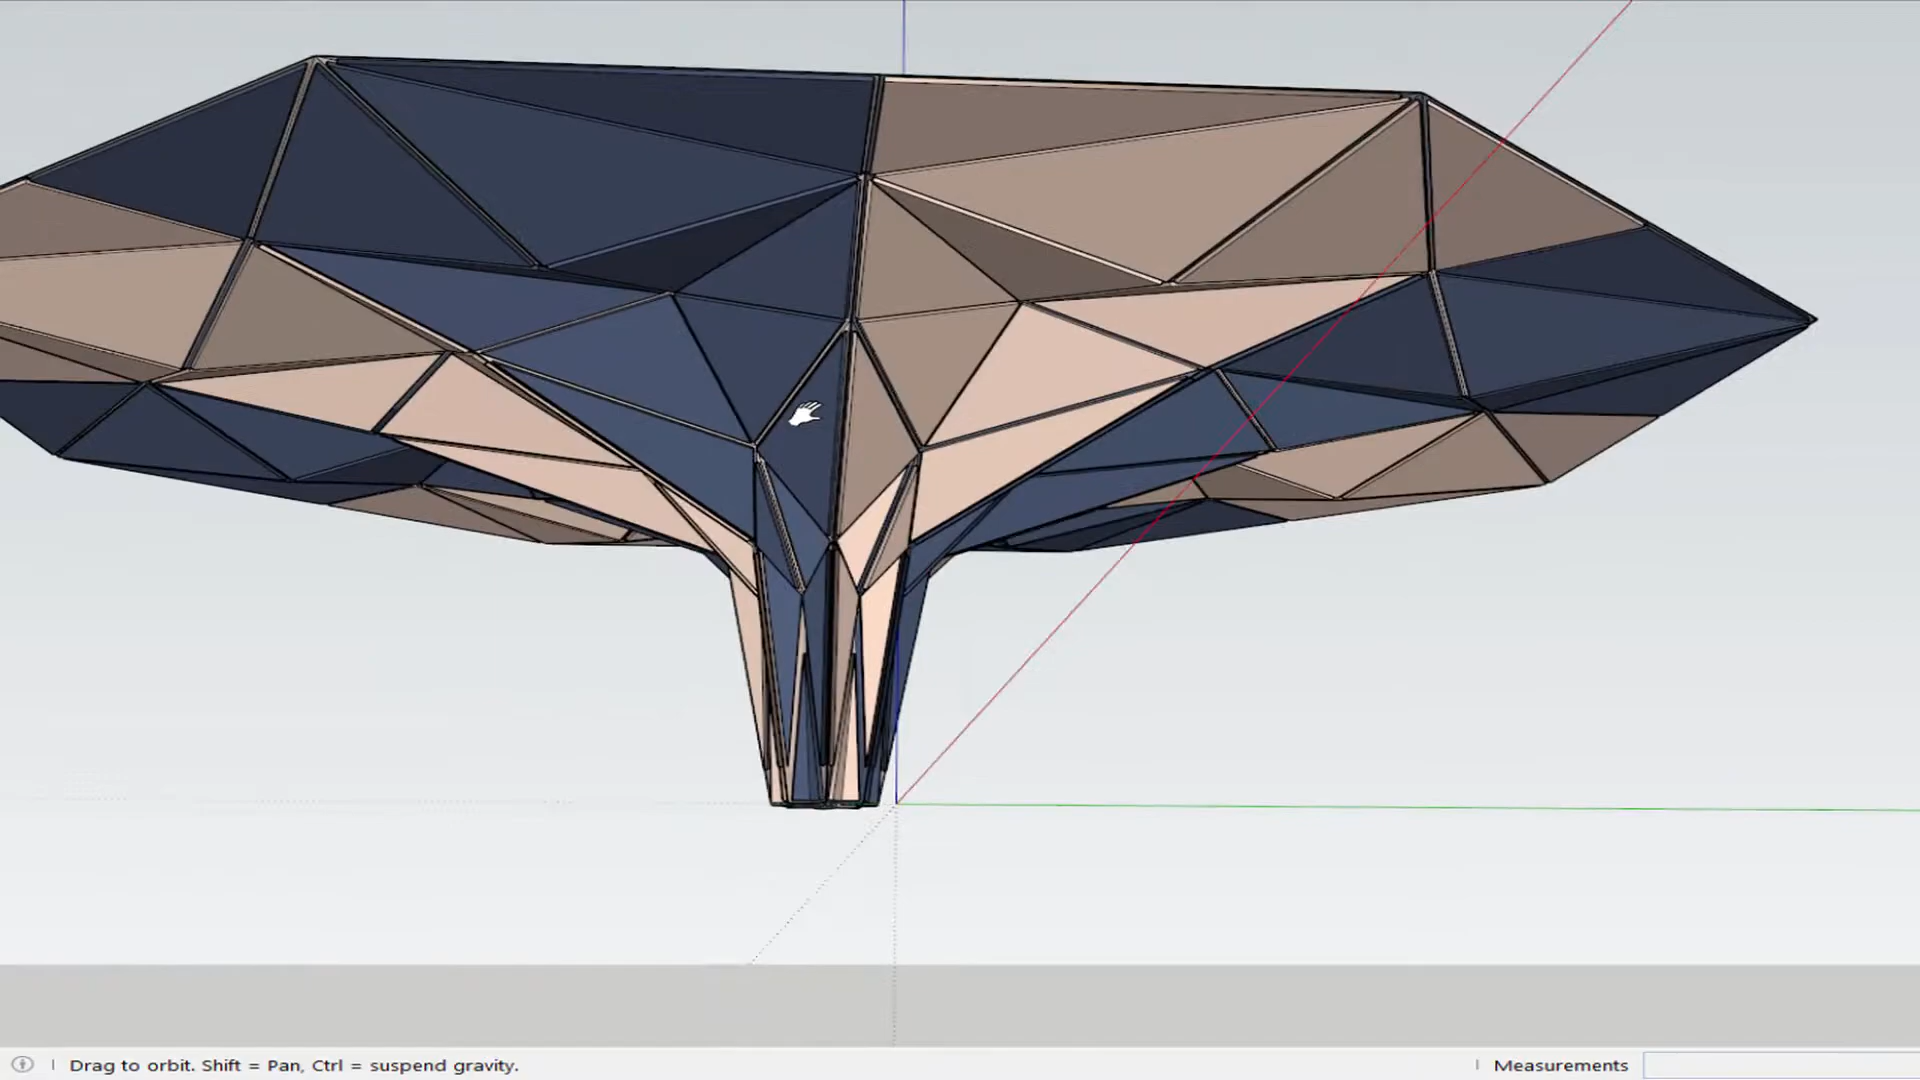 Drag to orbit. Shift = Pan, Ctrl = suspend gravity.
Measurements